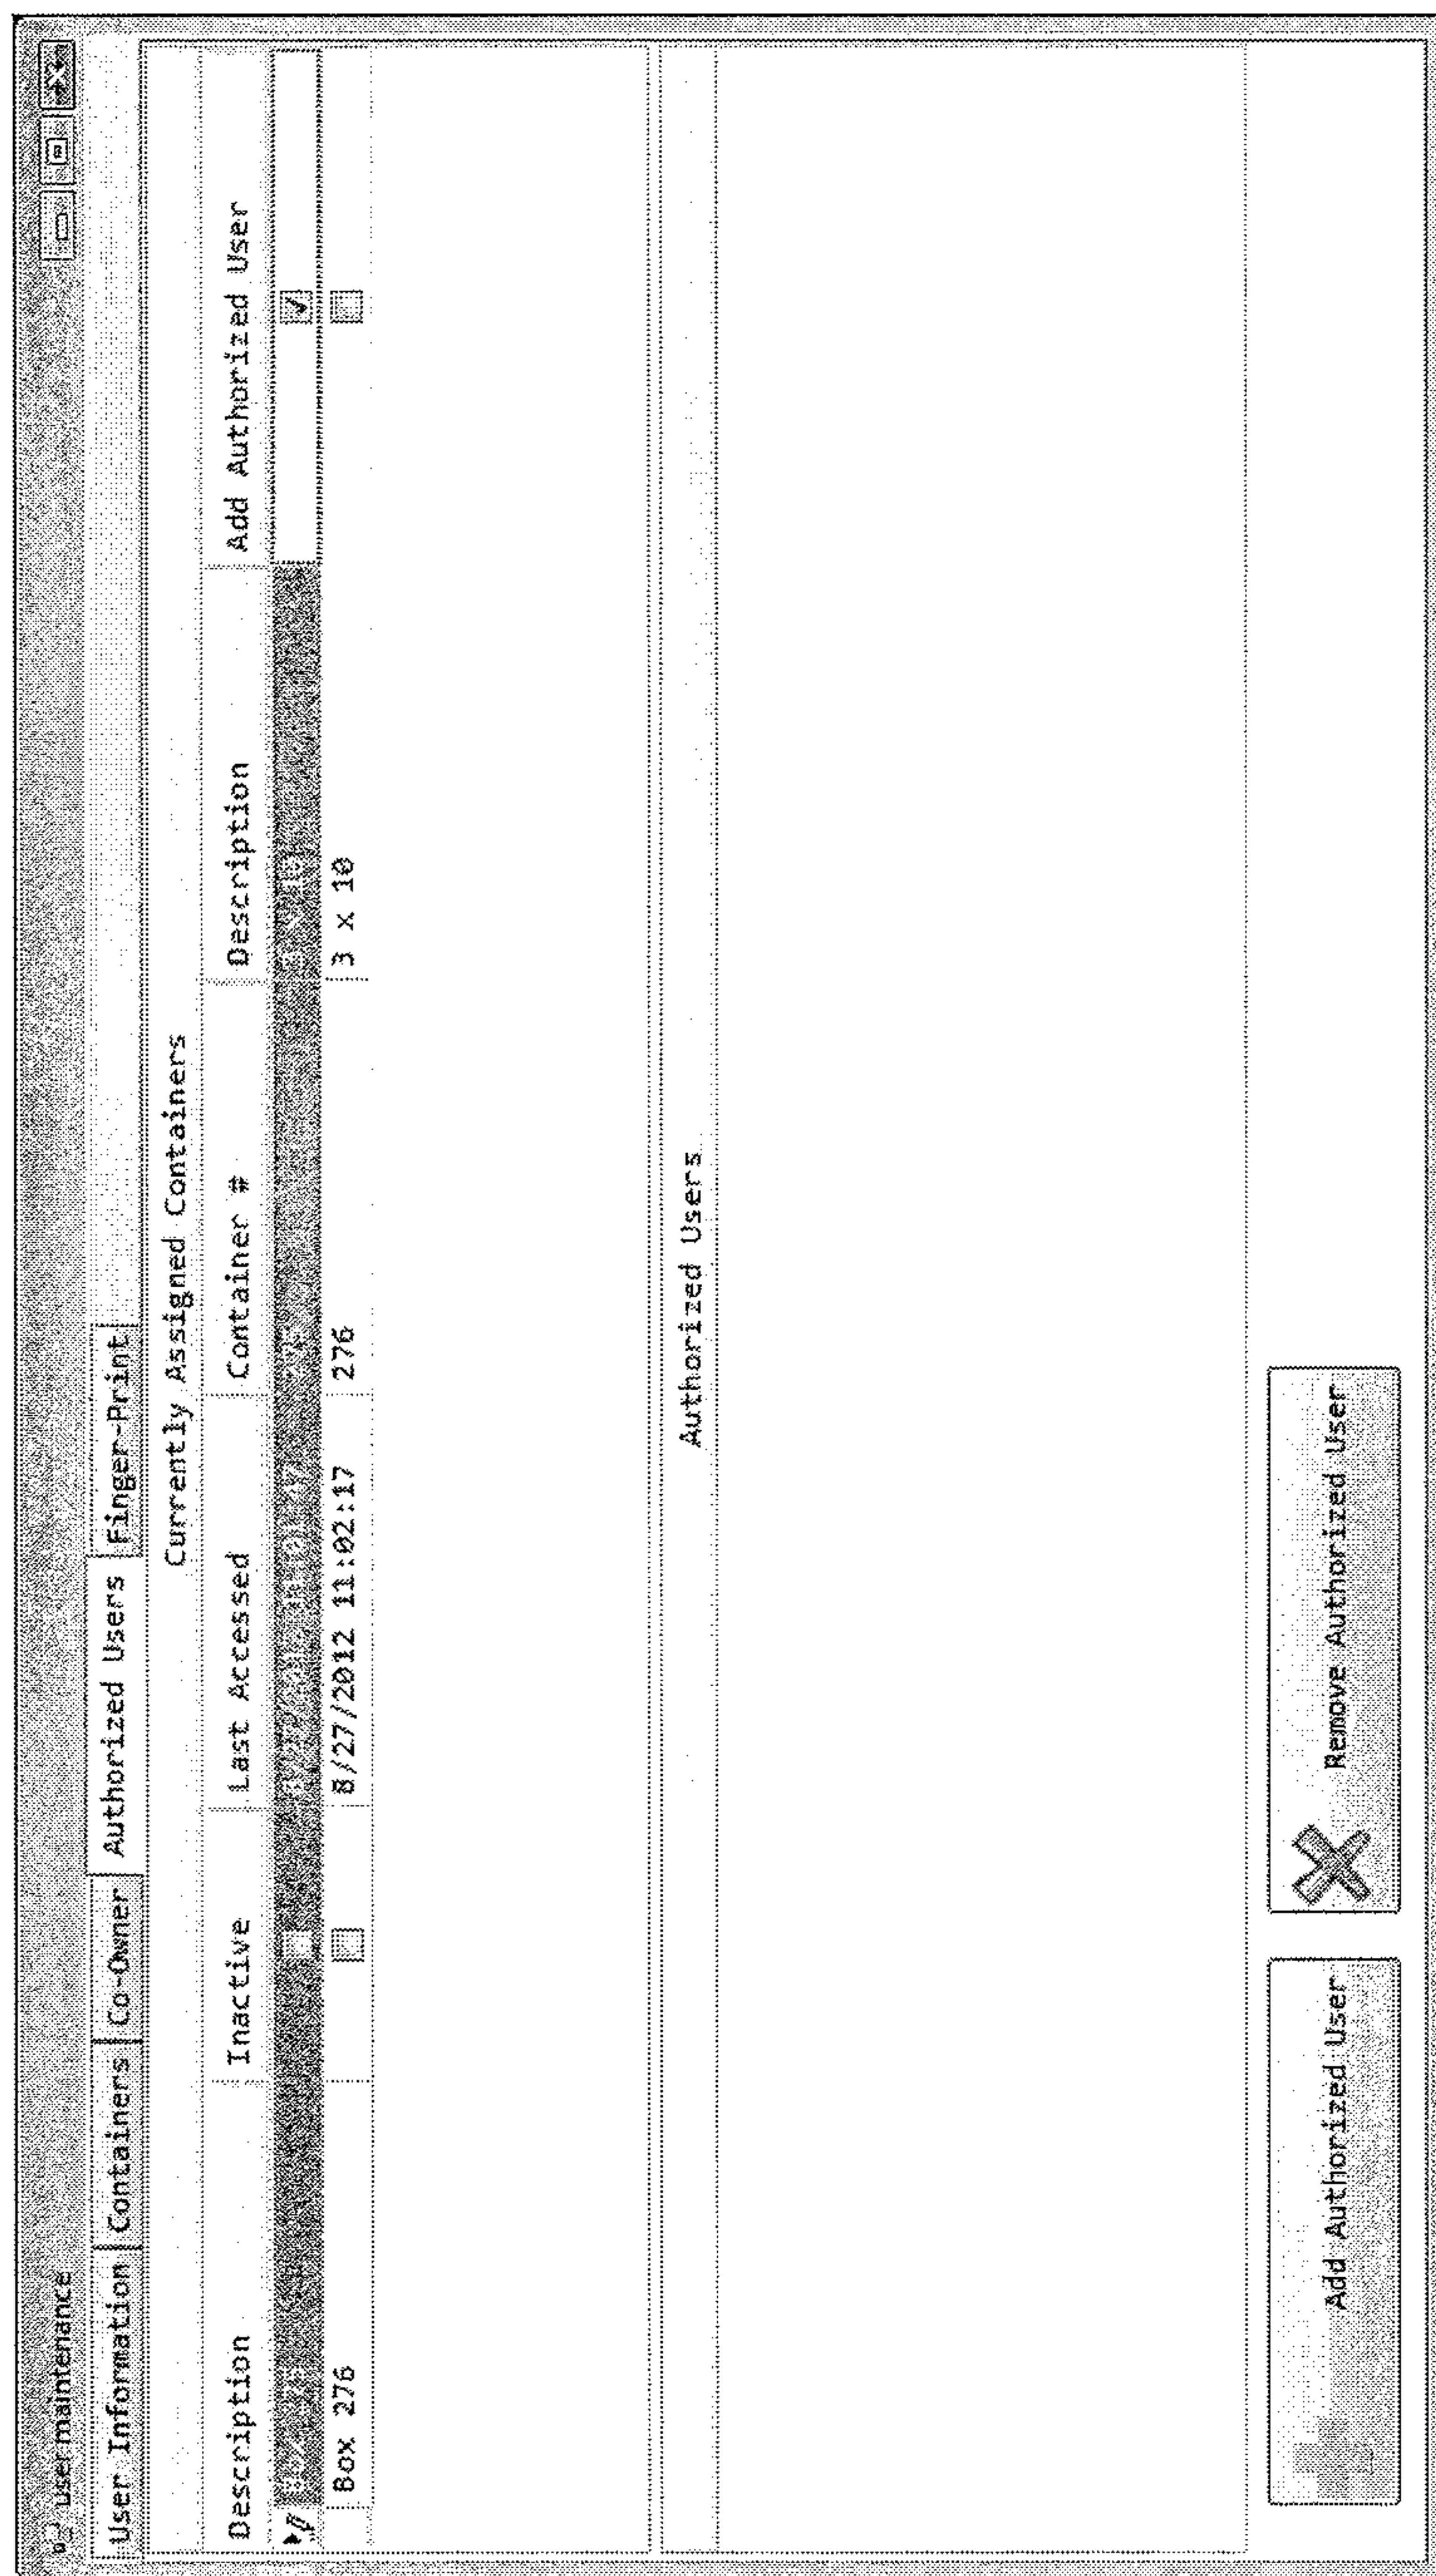 User maintenance
User Information Containers Co-Owner Authorized Users Finger-Print
Currently Assigned Containers
Description Inactive Last Accessed Container # Description Add Authorized User
Box 276 8/27/2012 11:02:17 276 3 x 10
Authorized Users
Add Authorized User Remove Authorized User